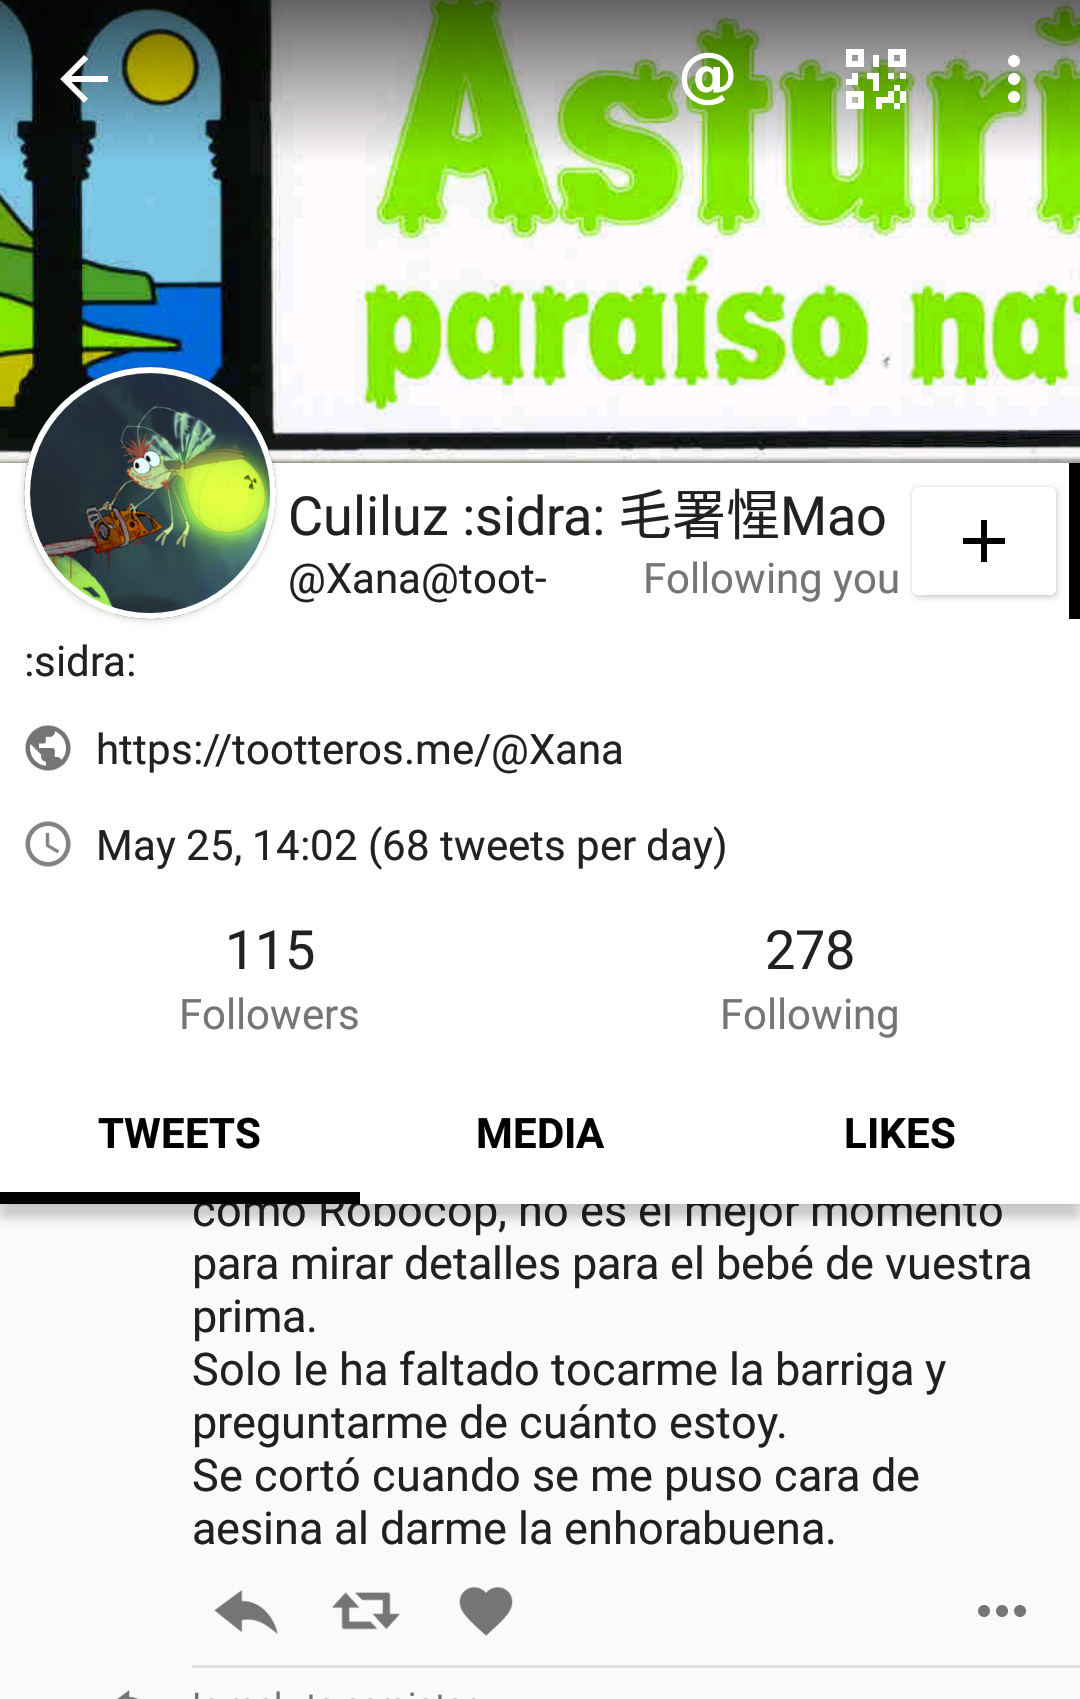 Asturi
paraíso na
Culiluz :sidra: 毛署惺Mao
@Xana@toot-
Following you
:sidra:
https://tootteros.me/@Xana
May 25, 14:02 (68 tweets per day)
115
278
Followers
Following
TWEETS
MEDIA
LIKES
como Robocop, no es el mejor momento
para mirar detalles para el bebé de vuestra
prima.
Solo le ha faltado tocarme la barriga y
preguntarme de cuánto estoy.
Se cortó cuando se me puso cara de
aesina al darme la enhorabuena.